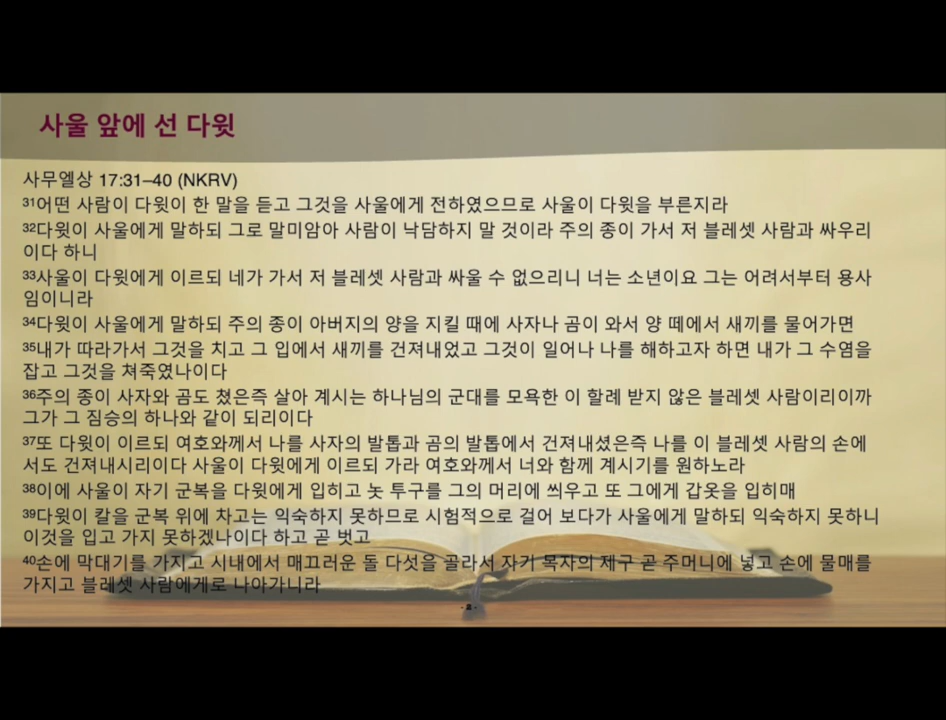 사울 앞에 선 다윗
사무엘상 17:31–40 (NKRV)
31어떤 사람이 다윗이 한 말을 듣고 그것을 사울에게 전하였으므로 사울이 다윗을 부른지라
32다윗이 사울에게 말하되 그로 말미암아 사람이 낙담하지 말 것이라 주의 종이 가서 저 블레셋 사람과 싸우리
이다 하니
33사울이 다윗에게 이르되 네가 가서 저 블레셋 사람과 싸울 수 없으리니 너는 소년이요 그는 어려서부터 용사
임이니라
34다윗이 사울에게 말하되 주의 종이 아버지의 양을 지킬 때에 사자나 곰이 와서 양 떼에서 새끼를 물어가면
35내가 따라가서 그것을 치고 그 입에서 새끼를 건져내었고 그것이 일어나 나를 해하고자 하면 내가 그 수염을
잡고 그것을 쳐죽였나이다
36주의 종이 사자와 곰도 쳤은즉 살아 계시는 하나님의 군대를 모욕한 이 할례 받지 않은 블레셋 사람이리이까
그가 그 짐승의 하나와 같이 되리이다
37또 다윗이 이르되 여호와께서 나를 사자의 발톱과 곰의 발톱에서 건져내셨은즉 나를 이 블레셋 사람의 손에
서도 건져내시리이다 사울이 다윗에게 이르되 가라 여호와께서 너와 함께 계시기를 원하노라
38이에 사울이 자기 군복을 다윗에게 입히고 놋 투구를 그의 머리에 씌우고 또 그에게 갑옷을 입히매
39다윗이 칼을 군복 위에 차고는 익숙하지 못하므로 시험적으로 걸어 보다가 사울에게 말하되 익숙하지 못하니
이것을 입고 가지 못하겠나이다 하고 곧 벗고
40손에 막대기를 가지고 시내에서 매끄러운 돌 다섯을 골라서 자기 목자의 제구 곧 주머니에 넣고 손에 물매를
가지고 블레셋 사람에게로 나아가니라